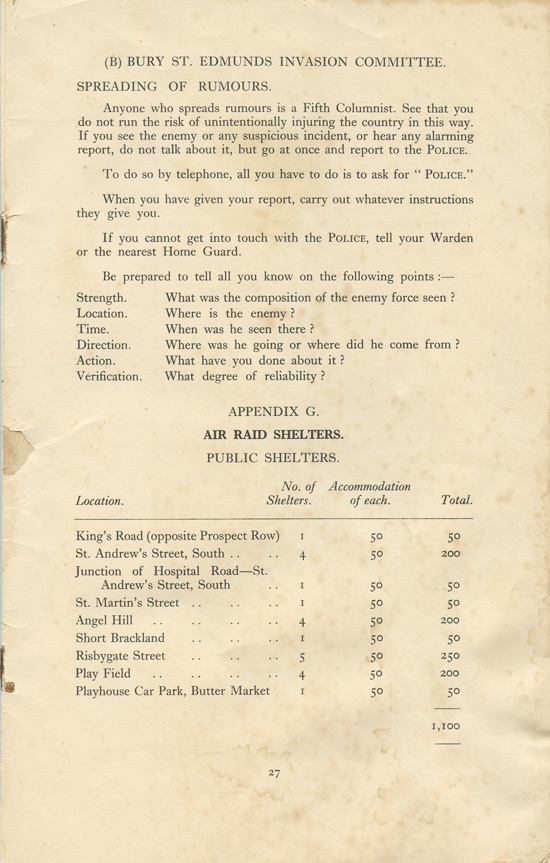 (B) BURY ST. EDMUNDS INVASION COMMITTEE.
SPREADING OF RUMOURS.
Anyone who spreads rumours is a Fifth Columnist. See that you
do not run the risk of unintentionally injuring the country in this way.
If you see the enemy or any suspicious incident, or hear any alarming
report, do not talk about it, but go at once and report to the POLICE.
To do so by telephone, all you have to do is to ask for " POLICE."
When you have given your report, carry out whatever instructions
they give you.
If you cannot get into touch with the POLICE, tell your Warden
or the nearest Home Guard.
Be prepared to tell all you know on the following points :—
Strength. What was the composition of the enemy force seen ?
Location. Where is the enemy ?
Time. When was he seen there ?
Direction. Where was he going or where did he come from ?
Action. What have you done about it ?
Verification. What degree of reliability ?
APPENDIX G.
AIR RAID SHELTERS.
PUBLIC SHELTERS.
No. of Accommodation
Location. Shelters. of each. Total.
King's Road (opposite Prospect Row) 1 50 50
St. Andrew's Street, South .. .. 4 50 200
Junction of Hospital Road—St.
Andrew's Street, South .. 1 50 50
St. Martin's Street .. .. .. 1 50 50
Angel Hill .. .. .. .. 4 50 200
Short Brackland .. .. .. 1 50 50
Risbygate Street .. .. .. 5 50 250
Play Field .. .. .. .. 4 50 200
Playhouse Car Park, Butter Market 1 50 50
1,100
27